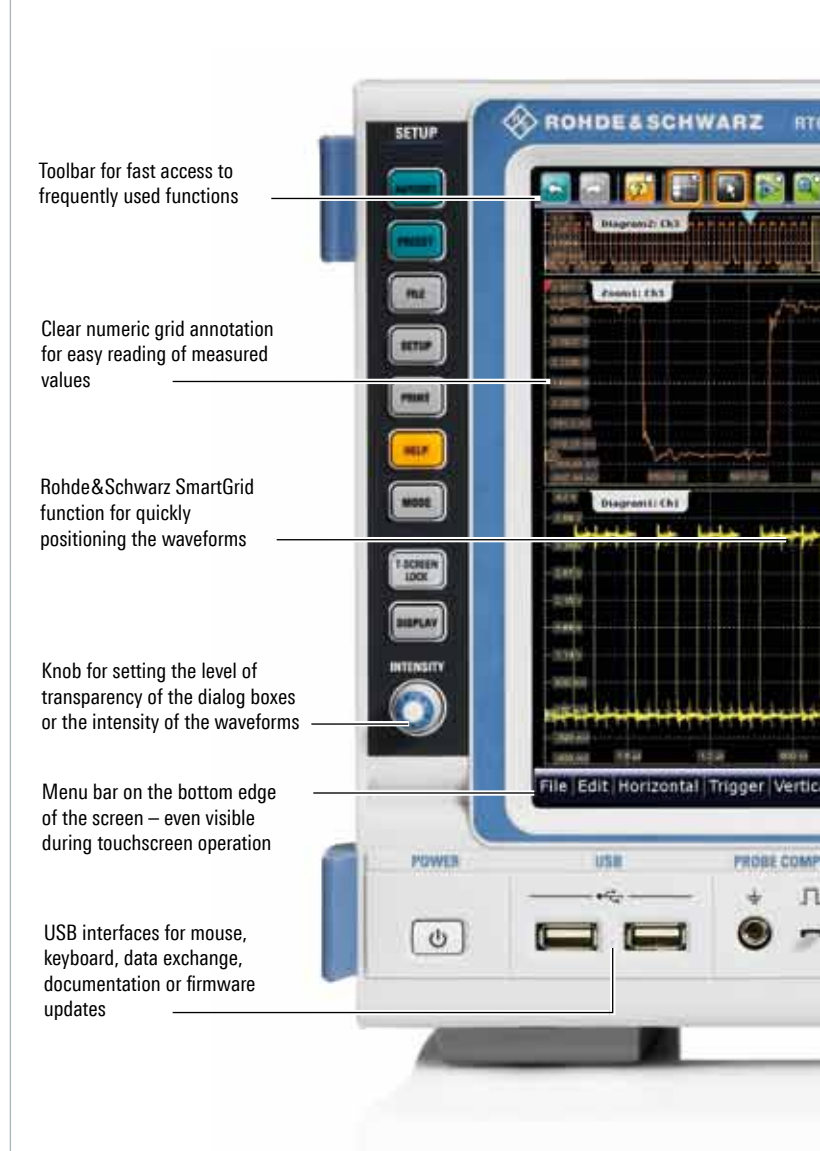 Toolbar for fast access to
frequently used functions
Clear numeric grid annotation
for easy reading of measured
values
Rohde&Schwarz SmartGrid
function for quickly
positioning the waveforms
Knob for setting the level of
transparency of the dialog boxes
or the intensity of the waveforms
Menu bar on the bottom edge
of the screen – even visible
during touchscreen operation
USB interfaces for mouse,
keyboard, data exchange,
documentation or firmware
updates
SETUP
PRESET
FILE
SETUP
PRINT
HELP
MODE
T-SCREEN
LOCK
DISPLAY
INTENSITY
ROHDE&SCHWARZ
Diagram2: Ch3
Zoom1: Ch3
Diagram1: Ch1
File Edit Horizontal Trigger Vertica
POWER
USB
PROBE COMP